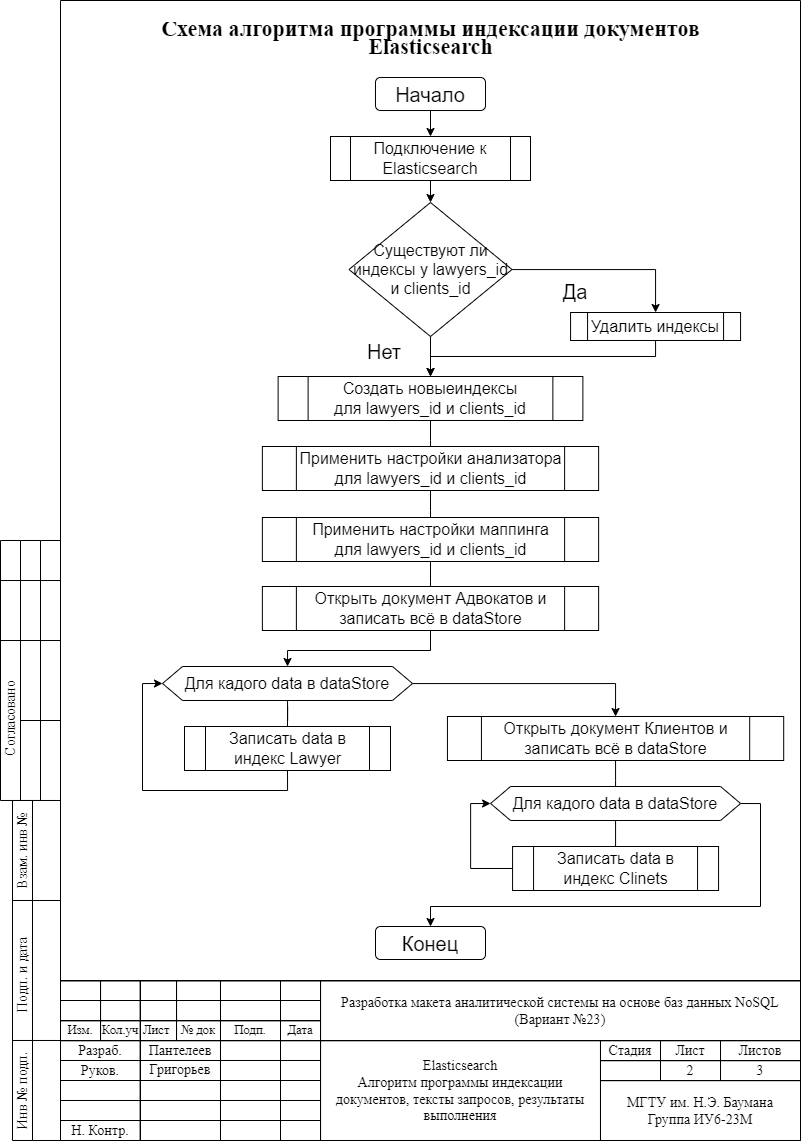 Схема алгоритма программы индексации документов
Elasticsearch
Начало
Подключение к
Elasticsearch
Существуют ли
индексы у lawyers_id
и clients_id
Да
Удалить индексы
Нет
Создать новыеиндексы
для lawyers_id и clients_id
Применить настройки анализатора
для lawyers_id и clients_id
Применить настройки маппинга
для lawyers_id и clients_id
Открыть документ Адвокатов и
записать всё в dataStore
Для кадого data в dataStore
Записать data в
индекс Lawyer
Открыть документ Клиентов и
записать всё в dataStore
Для кадого data в dataStore
Записать data в
индекс Clinets
Конец
Согласовано
Взам. инв №
Подп. и дата
Инв № подп.
Изм. Кол.уч Лист № док Подп. Дата
Разраб. Пантелеев
Руков. Григорьев
Н. Контр.
Разработка макета аналитической системы на основе баз данных NoSQL
(Вариант №23)
Elasticsearch
Алгоритм программы индексации
документов, тексты запросов, результаты
выполнения
Стадия Лист Листов
2 3
МГТУ им. Н.Э. Баумана
Группа ИУ6-23М